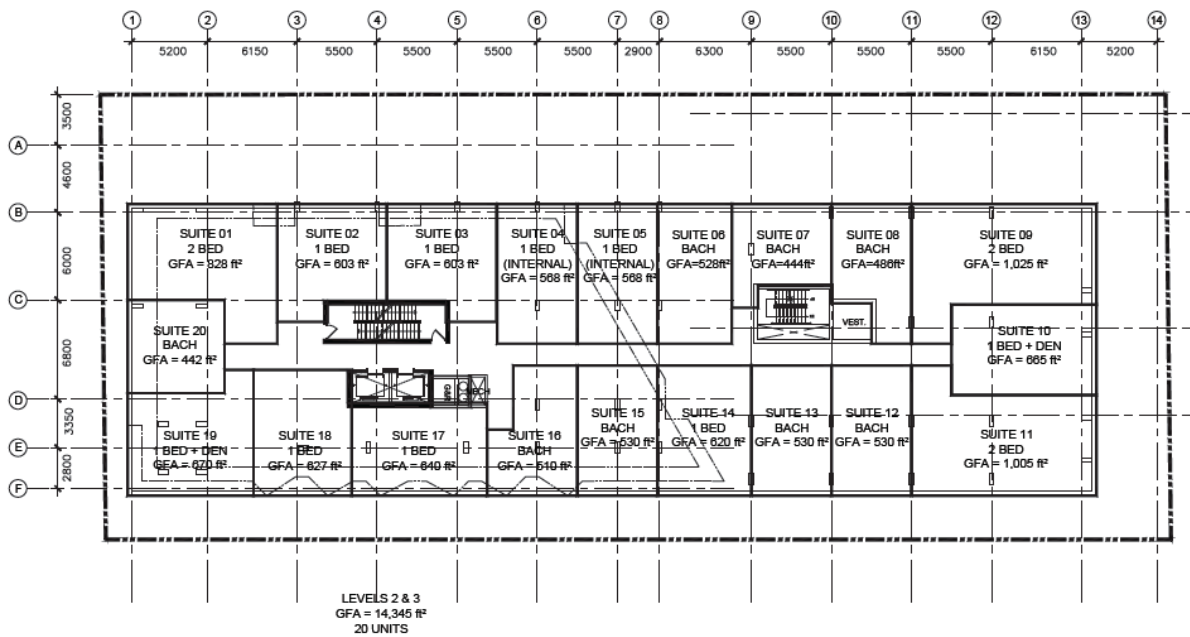 1 2 3 4 5 6 7 8 9 10 11 12 13 14
5200 6150 5500 5500 5500 5500 2900 6300 5500 5500 5500 6150 5200
3500
A
4600
B
6000
C
6800
D
3350
E
2800
F
SUITE 01
2 BED
GFA = 828 ft²
SUITE 02
1 BED
GFA = 603 ft²
SUITE 03
1 BED
GFA = 603 ft²
SUITE 04
1 BED
(INTERNAL)
GFA = 568 ft²
SUITE 05
1 BED
(INTERNAL)
GFA = 568 ft²
SUITE 06
BACH
GFA=528ft²
SUITE 07
BACH
GFA=444ft²
SUITE 08
BACH
GFA=486ft²
SUITE 09
2 BED
GFA = 1,025 ft²
SUITE 20
BACH
GFA = 442 ft²
VEST.
SUITE 10
1 BED + DEN
GFA = 665 ft²
SUITE 19
1 BED + DEN
GFA = 670 ft²
SUITE 18
1 BED
GFA = 627 ft²
SUITE 17
1 BED
GFA = 640 ft²
SUITE 16
BACH
GFA = 510 ft²
SUITE 15
BACH
GFA = 530 ft²
SUITE 14
1 BED
GFA = 620 ft²
SUITE 13
BACH
GFA = 530 ft²
SUITE 12
BACH
GFA = 530 ft²
SUITE 11
2 BED
GFA = 1,005 ft²
LEVELS 2 & 3
GFA = 14,345 ft²
20 UNITS